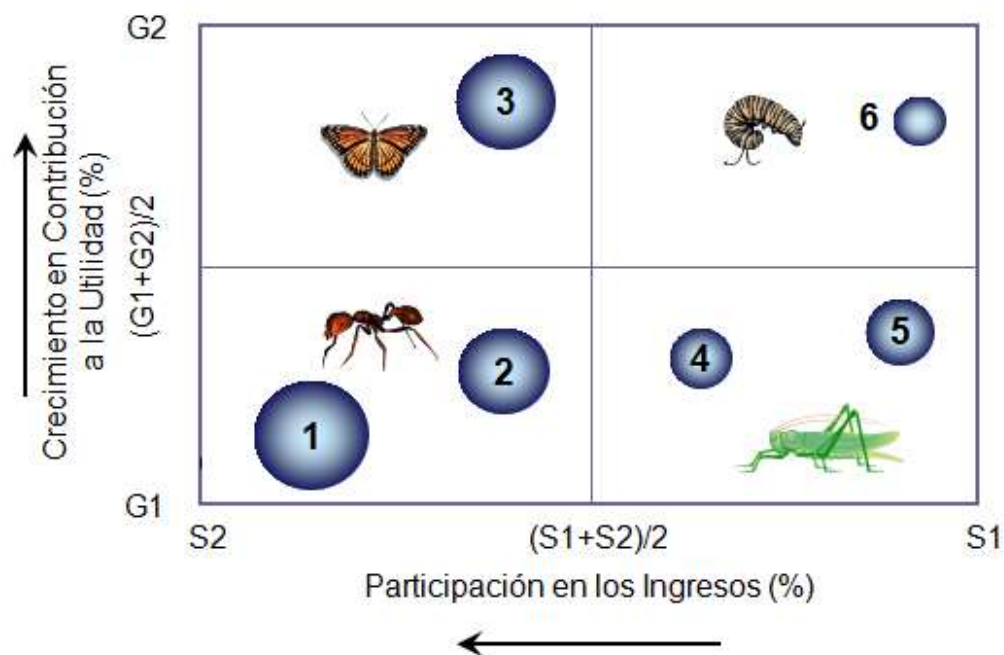 G2
Crecimiento en Contribución
a la Utilidad (%)
(G1+G2)/2
G1
3
6
1
2
4
5
S2
(S1+S2)/2
S1
Participación en los Ingresos (%)